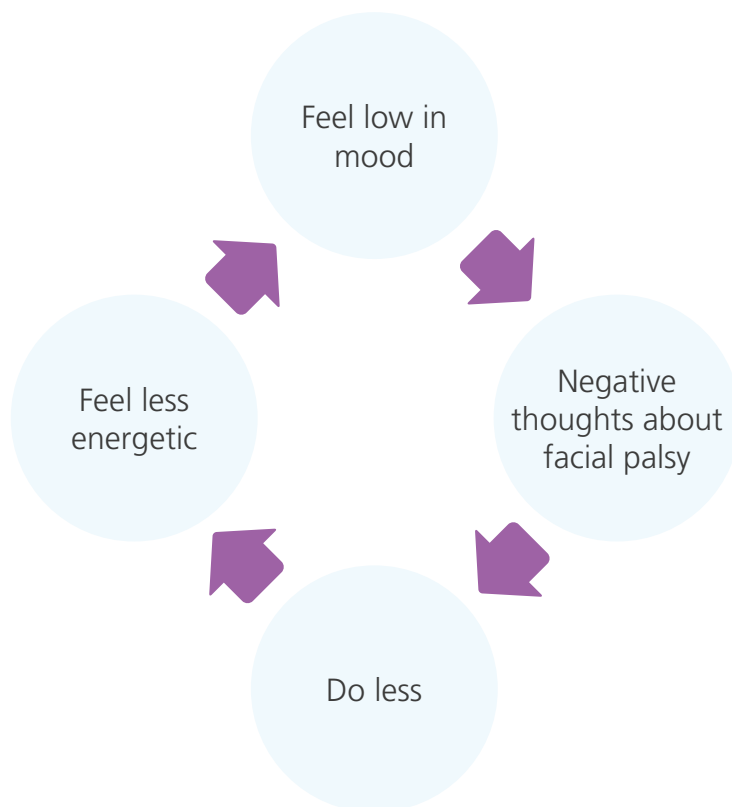 Feel low in
mood
Negative
thoughts about
facial palsy
Do less
Feel less
energetic